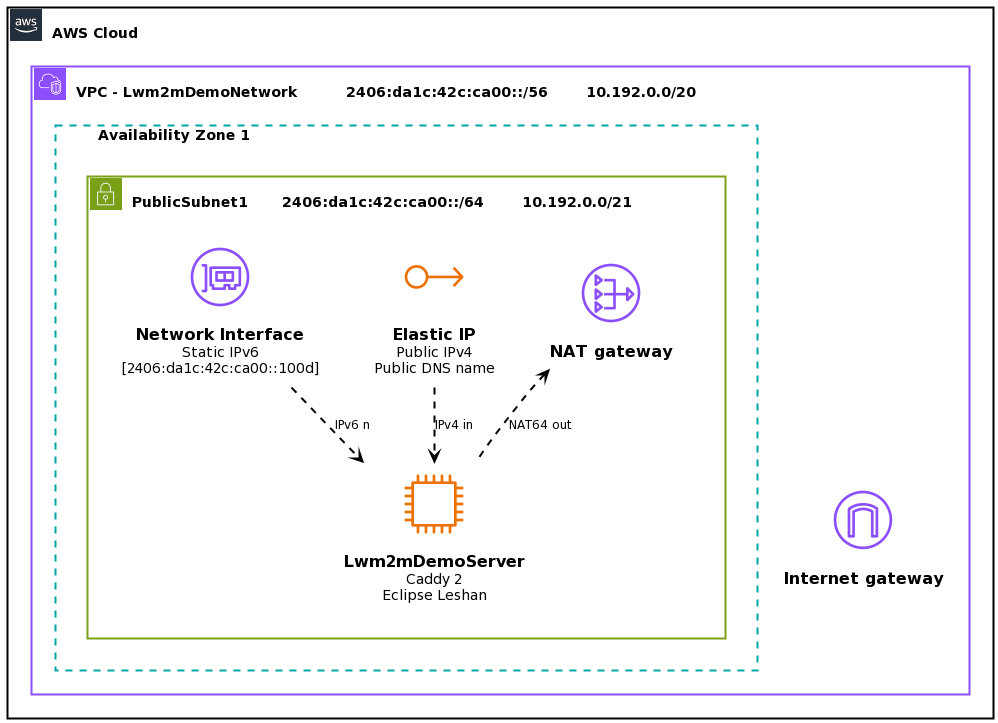 aws
AWS Cloud
VPC - Lwm2mDemoNetwork 2406:da1c:42c:ca00::/56 10.192.0.0/20
Availability Zone 1
PublicSubnet1 2406:da1c:42c:ca00::/64 10.192.0.0/21
Network Interface
Static IPv6
[2406:da1c:42c:ca00::100d]
Elastic IP
Public IPv4
Public DNS name
NAT gateway
IPv6 n
IPv4 in
NAT64 out
Lwm2mDemoServer
Caddy 2
Eclipse Leshan
Internet gateway